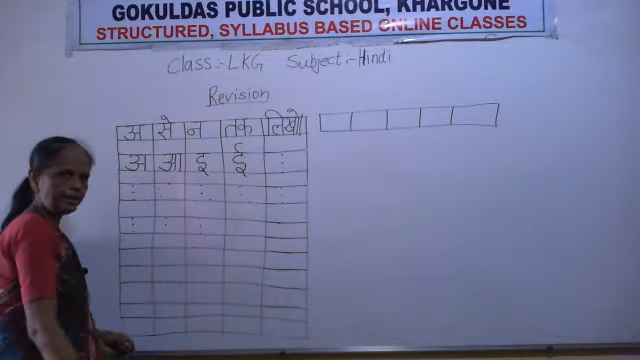 GOKULDAS PUBLIC SCHOOL, KHARGONE
STRUCTURED, SYLLABUS BASED ONLINE CLASSES
Class:- LKG Subject:- Hindi
Revision
अ से न तक लिखो
अ आ इ ई :
: : : : :
: : : : :